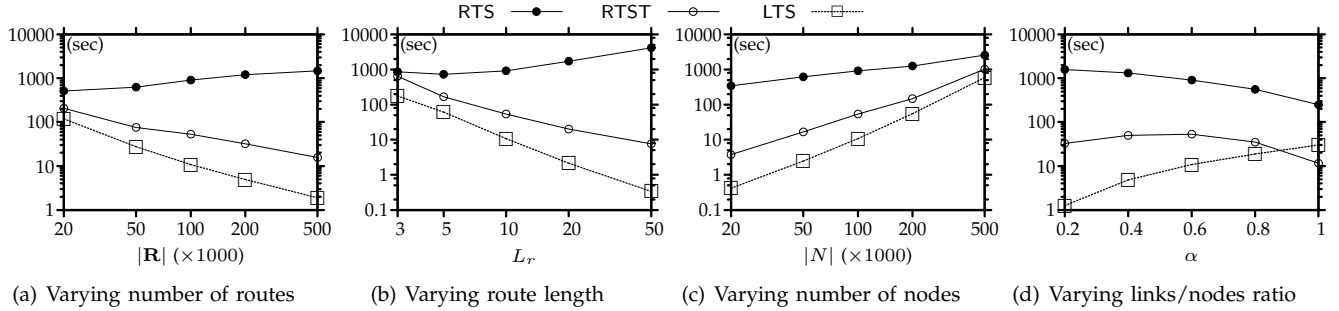 RTS RTST LTS
(sec)
10000
1000
100
10
1
20 50 100 200 500
|R| (×1000)
(a) Varying number of routes
(sec)
10000
1000
100
10
1
0.1
3 5 10 20 50
L_r
(b) Varying route length
(sec)
10000
1000
100
10
1
0.1
20 50 100 200 500
|N| (×1000)
(c) Varying number of nodes
(sec)
10000
1000
100
10
1
0.2 0.4 0.6 0.8 1
α
(d) Varying links/nodes ratio